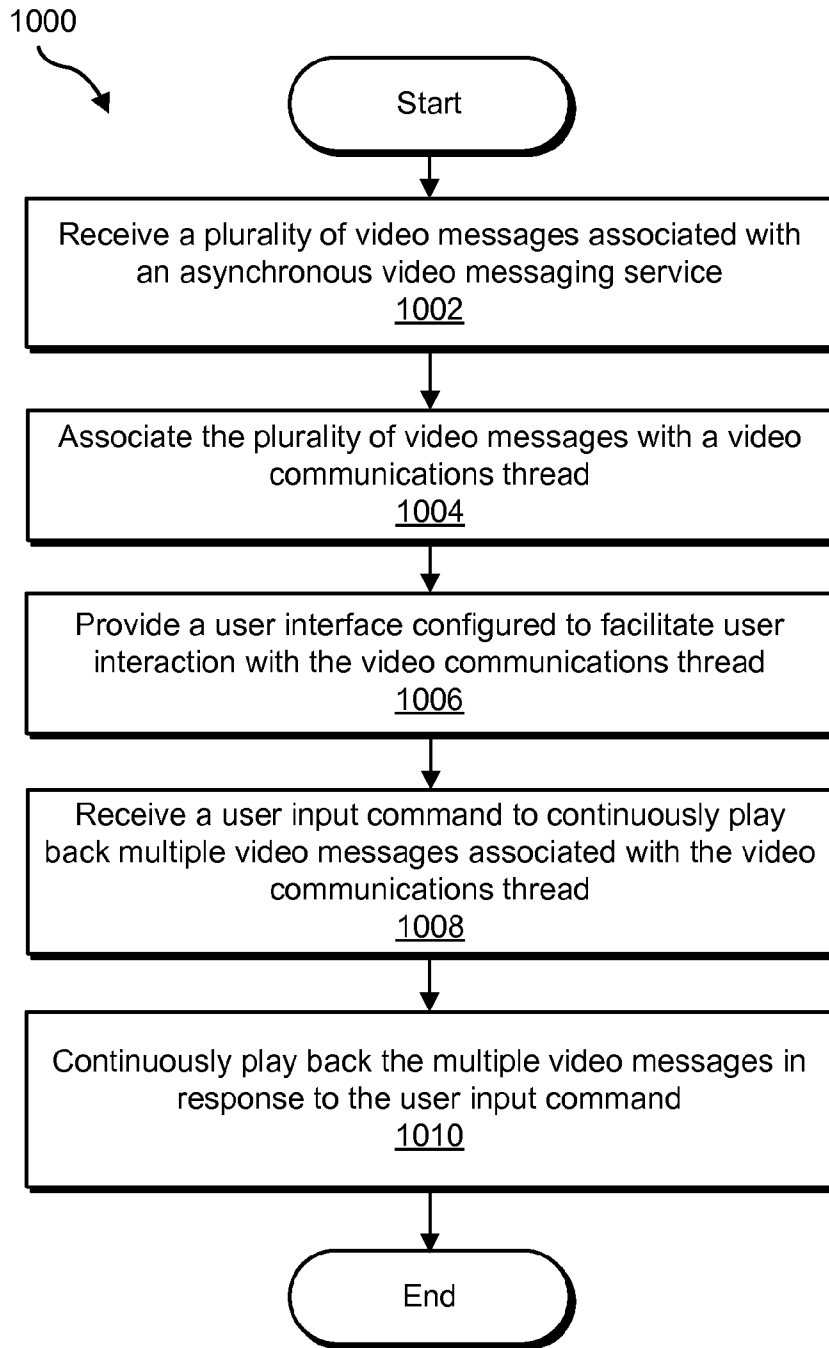 1000
Start
Receive a plurality of video messages associated with
an asynchronous video messaging service
1002
Associate the plurality of video messages with a video
communications thread
1004
Provide a user interface configured to facilitate user
interaction with the video communications thread
1006
Receive a user input command to continuously play
back multiple video messages associated with the video
communications thread
1008
Continuously play back the multiple video messages in
response to the user input command
1010
End